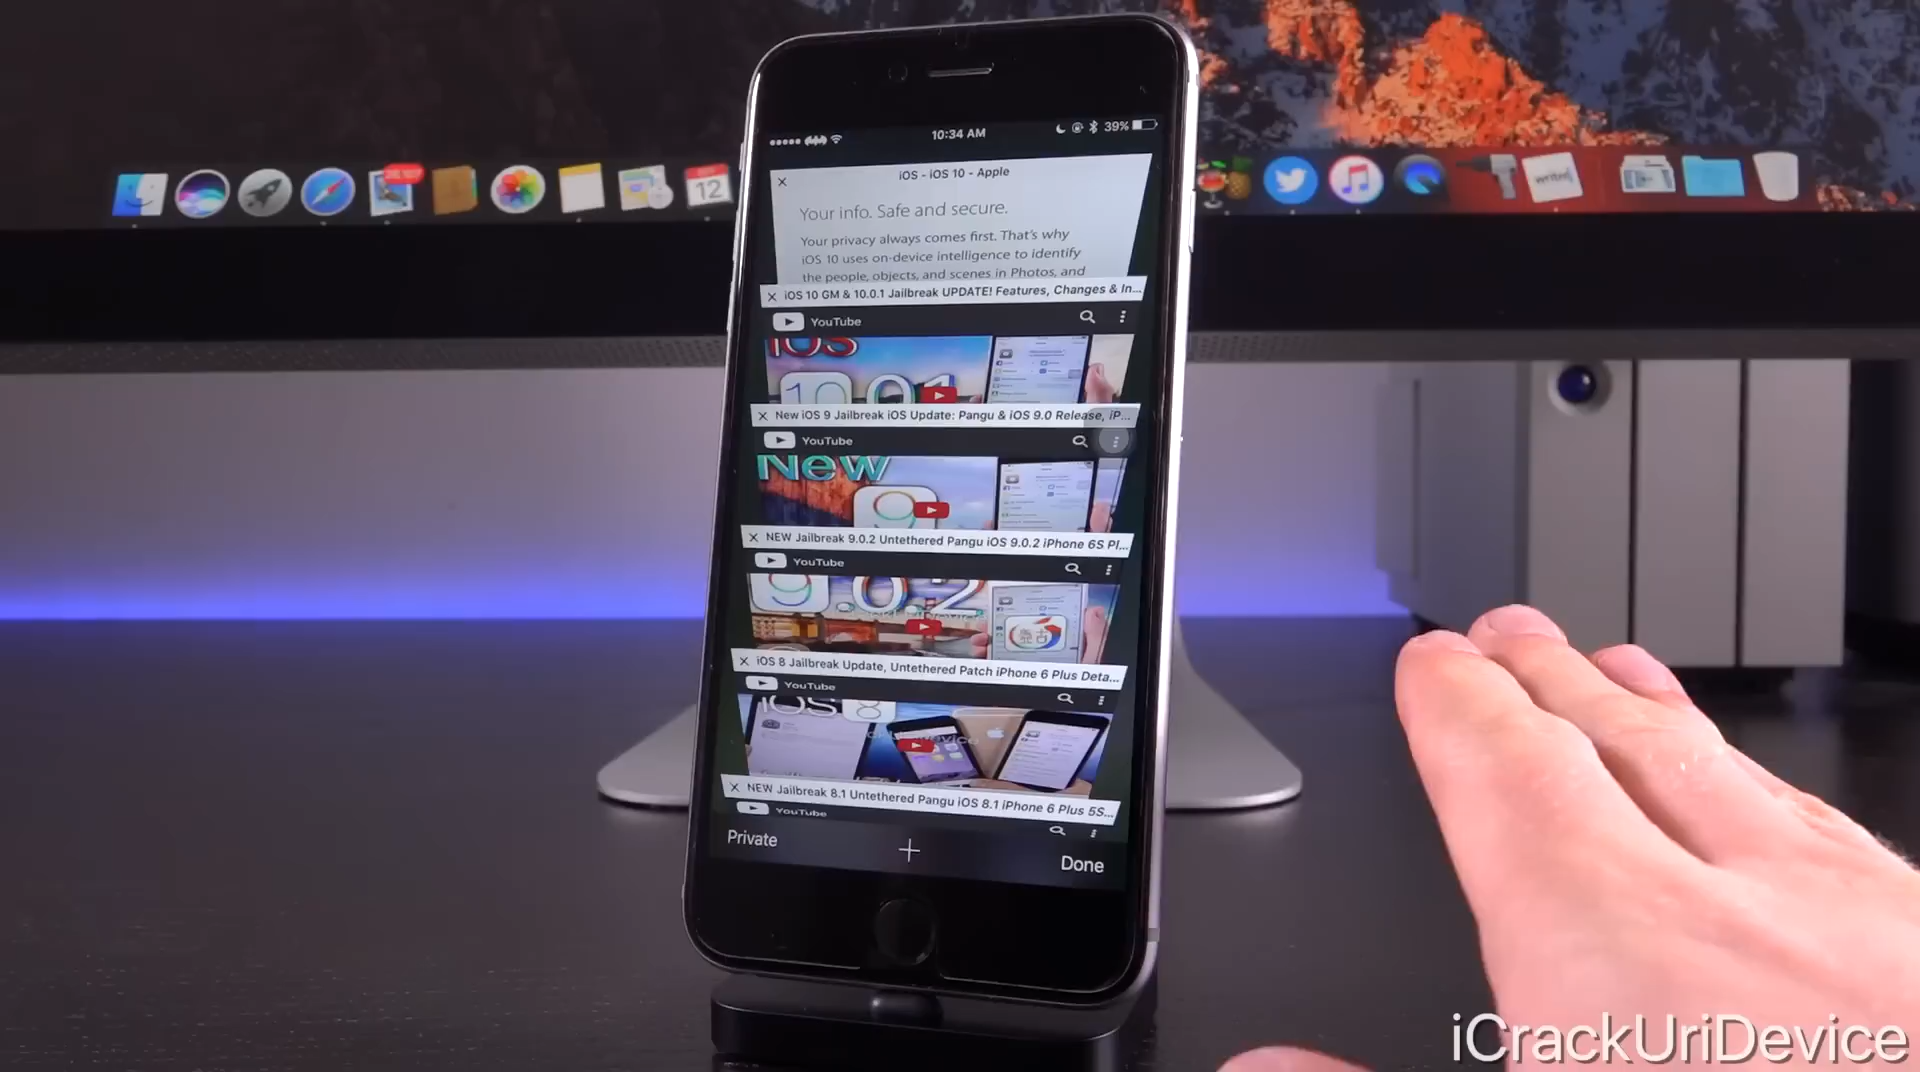 10:34 AM
39%
iOS - iOS 10 - Apple
Your info. Safe and secure.
Your privacy always comes first. That's why
iOS 10 uses on-device intelligence to identify
the people, objects, and scenes in Photos, and
iOS 10 GM & 10.0.1 Jailbreak UPDATE! Features, Changes & In...
YouTube
iOS
10 01
New iOS 9 Jailbreak iOS Update: Pangu & iOS 9.0 Release, iP...
YouTube
New
9
NEW Jailbreak 9.0.2 Untethered Pangu iOS 9.0.2 iPhone 6S Pl...
YouTube
9 0.2
iOS 8 Jailbreak Update, Untethered Patch iPhone 6 Plus Deta...
YouTube
iOS 8
NEW Jailbreak 8.1 Untethered Pangu iOS 8.1 iPhone 6 Plus 5S...
YouTube
Private
Done
12
iCrackUriDevice